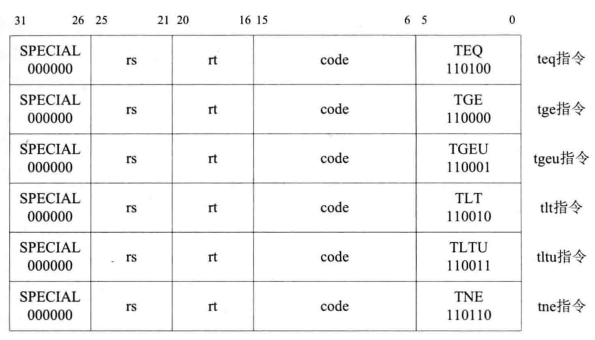 31 26 25 21 20 16 15 6 5 0
SPECIAL TEQ
000000 rs rt code 110100 teq指令
SPECIAL TGE
000000 rs rt code 110000 tge指令
SPECIAL TGEU
000000 rs rt code 110001 tgeu指令
SPECIAL TLT
000000 rs rt code 110010 tlt指令
SPECIAL TLTU
000000 rs rt code 110011 tltu指令
SPECIAL TNE
000000 rs rt code 110110 tne指令